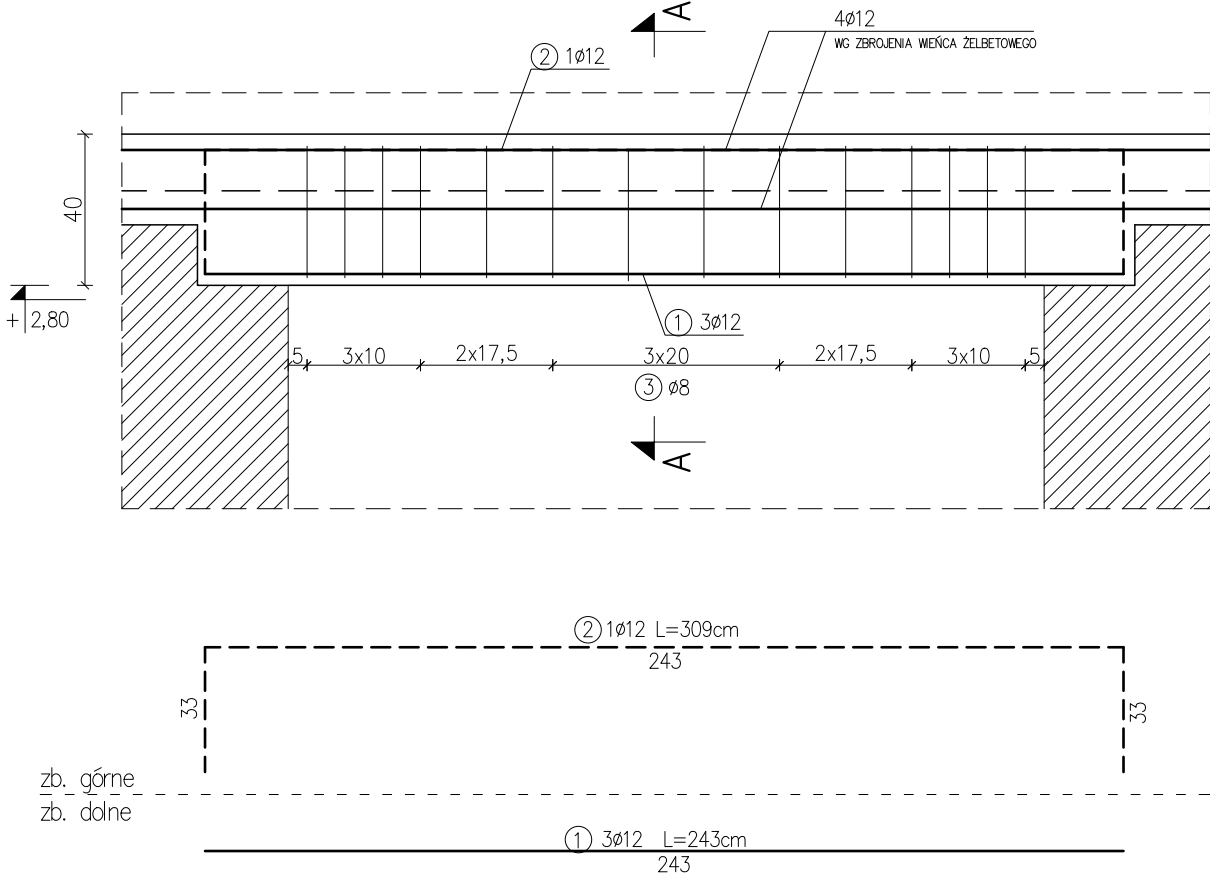 A
4ø12
WG ZBROJENIA WIEŃCA ŻELBETOWEGO
2 1ø12
40
+ 2,80
1 3ø12
5 3x10 2x17,5 3x20 2x17,5 3x10 5
3 ø8
A
2 1ø12 L=309cm
243
33
33
zb. górne
zb. dolne
1 3ø12 L=243cm
243